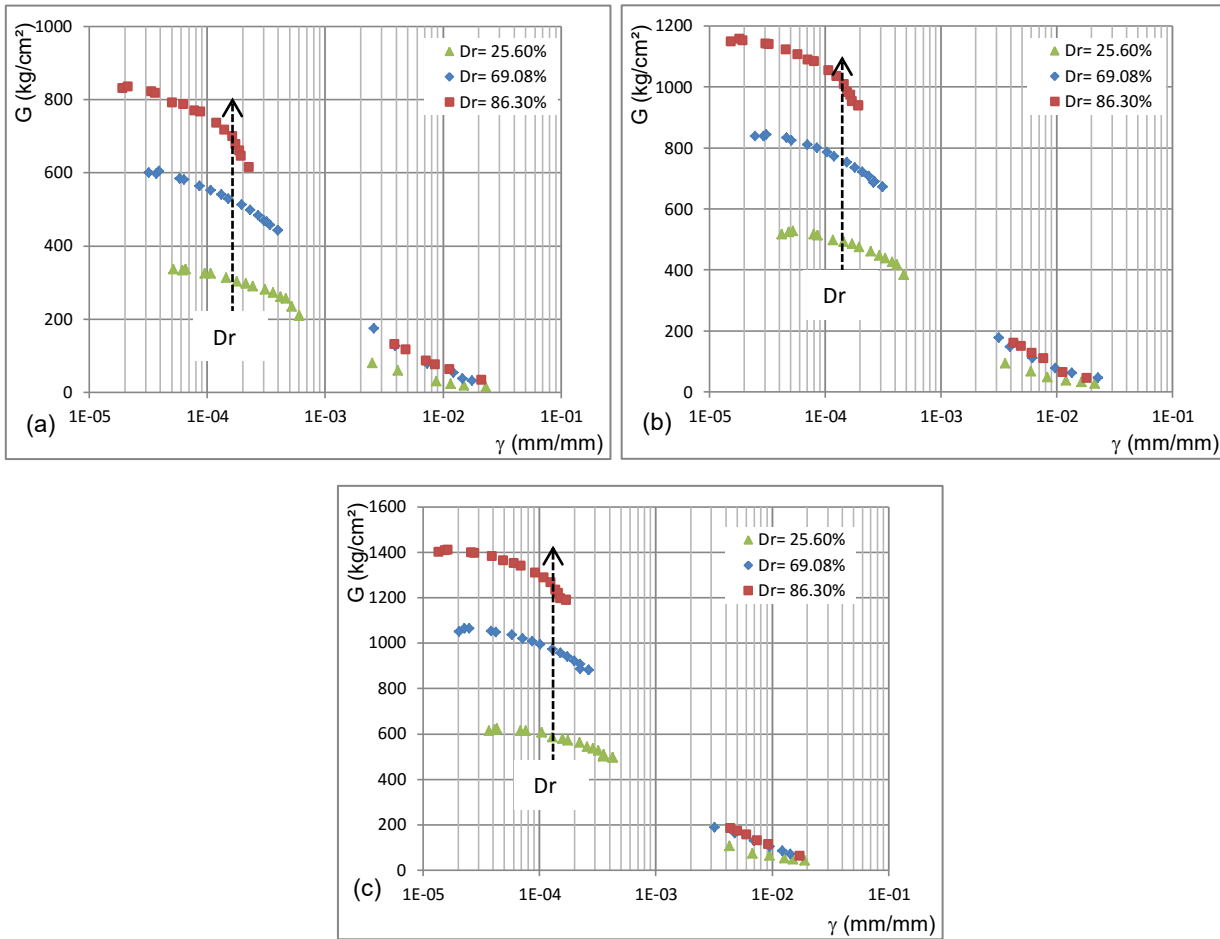 G (kg/cm²)
1000
800
600
400
200
0
Dr= 25.60%
Dr= 69.08%
Dr= 86.30%
Dr
1E-05 1E-04 1E-03 1E-02 1E-01
(a)
γ (mm/mm)
G (kg/cm²)
1200
1000
800
600
400
200
0
Dr= 25.60%
Dr= 69.08%
Dr= 86.30%
Dr
1E-05 1E-04 1E-03 1E-02 1E-01
(b)
γ (mm/mm)
G (kg/cm²)
1600
1400
1200
1000
800
600
400
200
0
Dr= 25.60%
Dr= 69.08%
Dr= 86.30%
Dr
1E-05 1E-04 1E-03 1E-02 1E-01
(c)
γ (mm/mm)